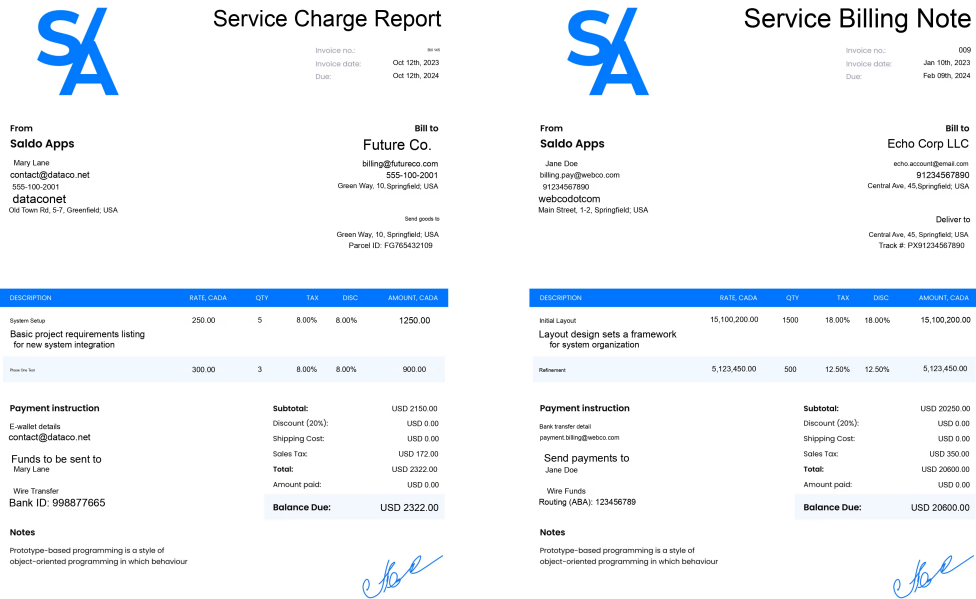 SA
Service Charge Report
Invoice no.: Bill Wil
Invoice date: Oct 12th, 2023
Due: Oct 12th, 2024
From
Saldo Apps
Mary Lane
contact@dataco.net
555-100-2001
dataconet
Old Town Rd, 5-7, Greenfield; USA
Bill to
Future Co.
billing@futureco.com
555-100-2001
Green Way, 10, Springfield; USA
Send goods to
Green Way, 10, Springfield; USA
Parcel ID: FG765432109
DESCRIPTION RATE, CADA QTY TAX DISC AMOUNT, CADA
System Setup 250.00 5 8.00% 8.00% 1250.00
Basic project requirements listing
for new system integration
Phase One Test 300.00 3 8.00% 8.00% 900.00
Payment instruction
E-wallet details
contact@dataco.net
Funds to be sent to
Mary Lane
Wire Transfer
Bank ID: 998877665
Subtotal: USD 2150.00
Discount (20%): USD 0.00
Shipping Cost: USD 0.00
Sales Tax: USD 172.00
Total: USD 2322.00
Amount paid: USD 0.00
Balance Due: USD 2322.00
Notes
Prototype-based programming is a style of
object-oriented programming in which behaviour
SA
Service Billing Note
Invoice no.: 009
Invoice date: Jan 10th, 2023
Due: Feb 09th, 2024
From
Saldo Apps
Jane Doe
billing.pay@webco.com
91234567890
webcodotcom
Main Street, 1-2, Springfield; USA
Bill to
Echo Corp LLC
echo.account@email.com
91234567890
Central Ave, 45,Springfield; USA
Deliver to
Central Ave, 45, Springfield; USA
Track #: PX91234567890
DESCRIPTION RATE, CADA QTY TAX DISC AMOUNT, CADA
Initial Layout 15,100,200.00 1500 18.00% 18.00% 15,100,200.00
Layout design sets a framework
for system organization
Refinement 5,123,450.00 500 12.50% 12.50% 5,123,450.00
Payment instruction
Bank transfer detail
payment.billing@webco.com
Send payments to
Jane Doe
Wire Funds
Routing (ABA): 123456789
Subtotal: USD 20250.00
Discount (20%): USD 0.00
Shipping Cost: USD 0.00
Sales Tax: USD 350.00
Total: USD 20600.00
Amount paid: USD 0.00
Balance Due: USD 20600.00
Notes
Prototype-based programming is a style of
object-oriented programming in which behaviour